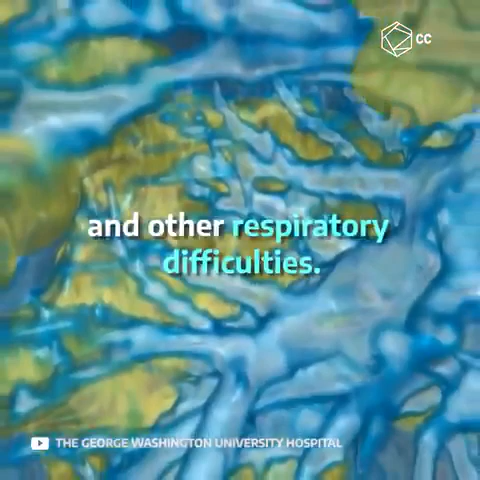 CC
and other respiratory
difficulties.
THE GEORGE WASHINGTON UNIVERSITY HOSPITAL